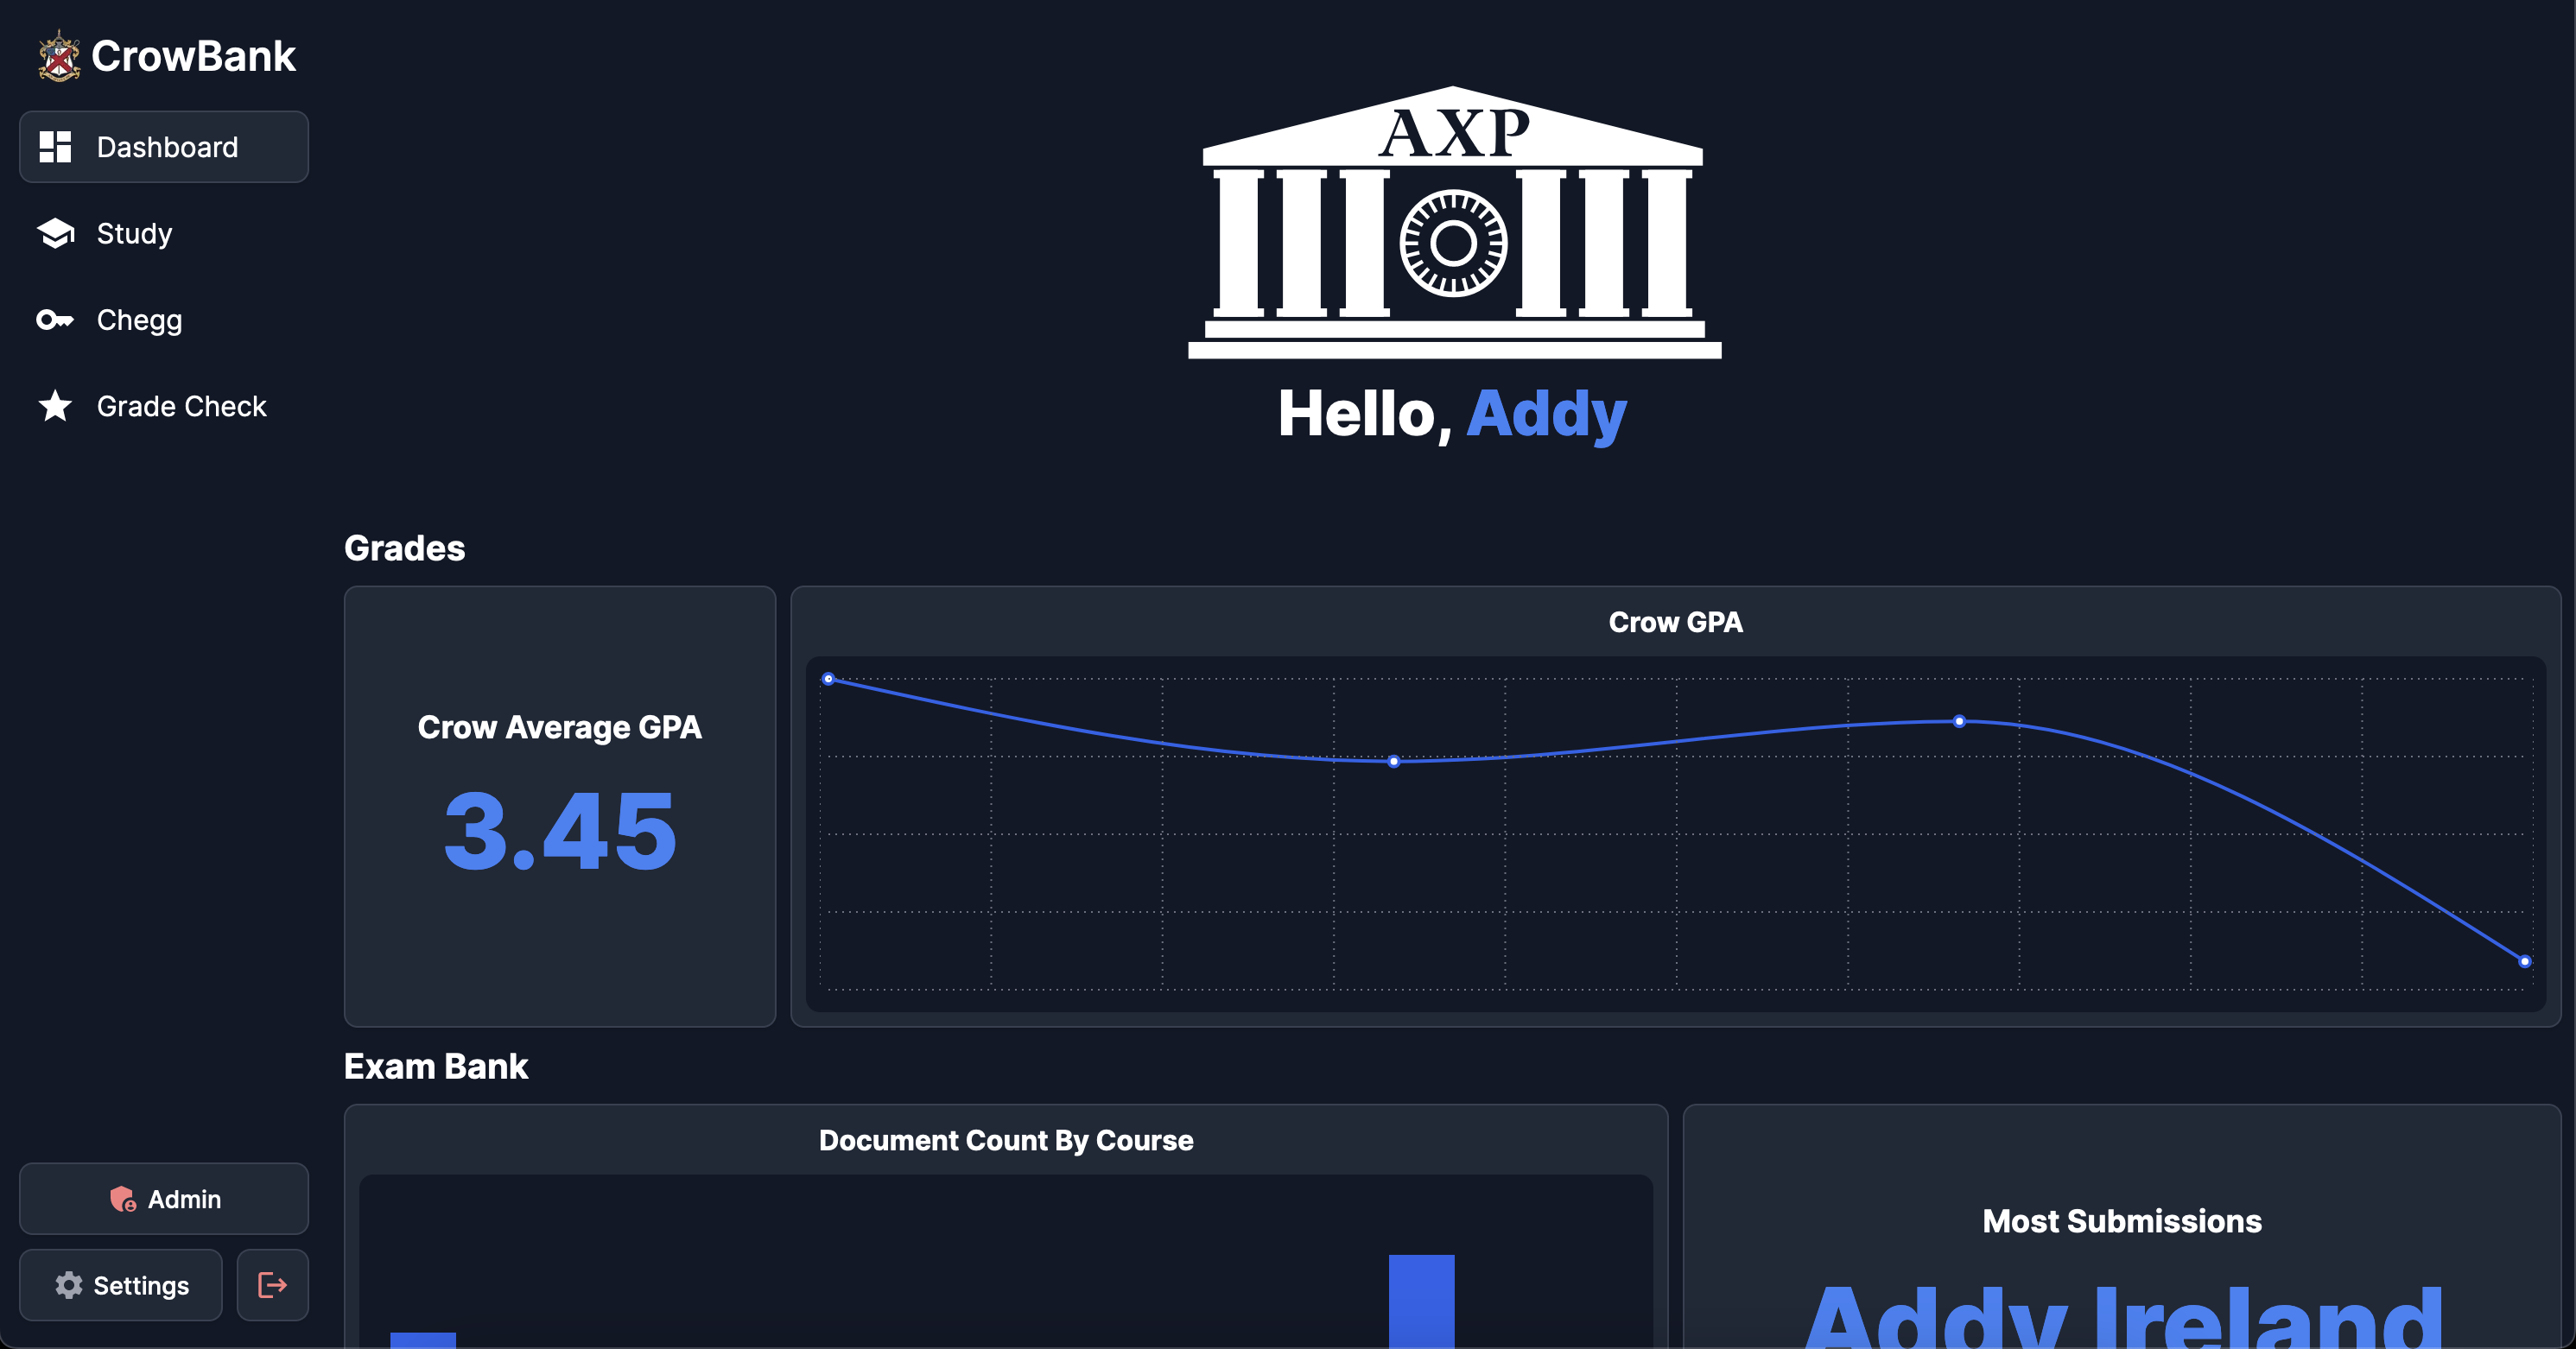 CrowBank
Dashboard
Study
Chegg
Grade Check
AXP
Hello, Addy
Grades
Crow Average GPA
3.45
Crow GPA
Exam Bank
Document Count By Course
Most Submissions
Addy Ireland
Admin
Settings